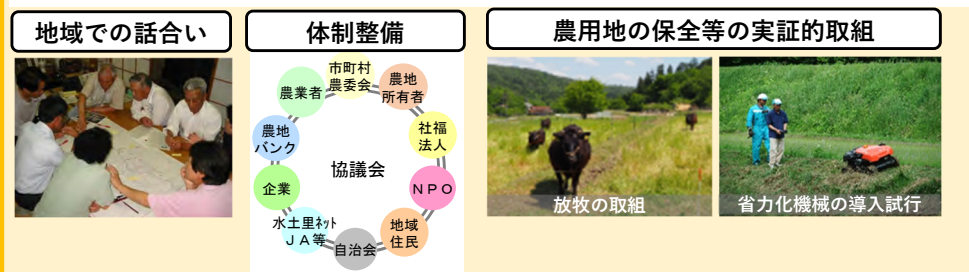 地域での話合い
体制整備
農用地の保全等の実証的取組
市町村
農委会
農地
所有者
社福
法人
NPO
地域
住民
自治会
水土里ネット
JA等
企業
農地
バンク
農業者
協議会
放牧の取組
省力化機械の導入試行